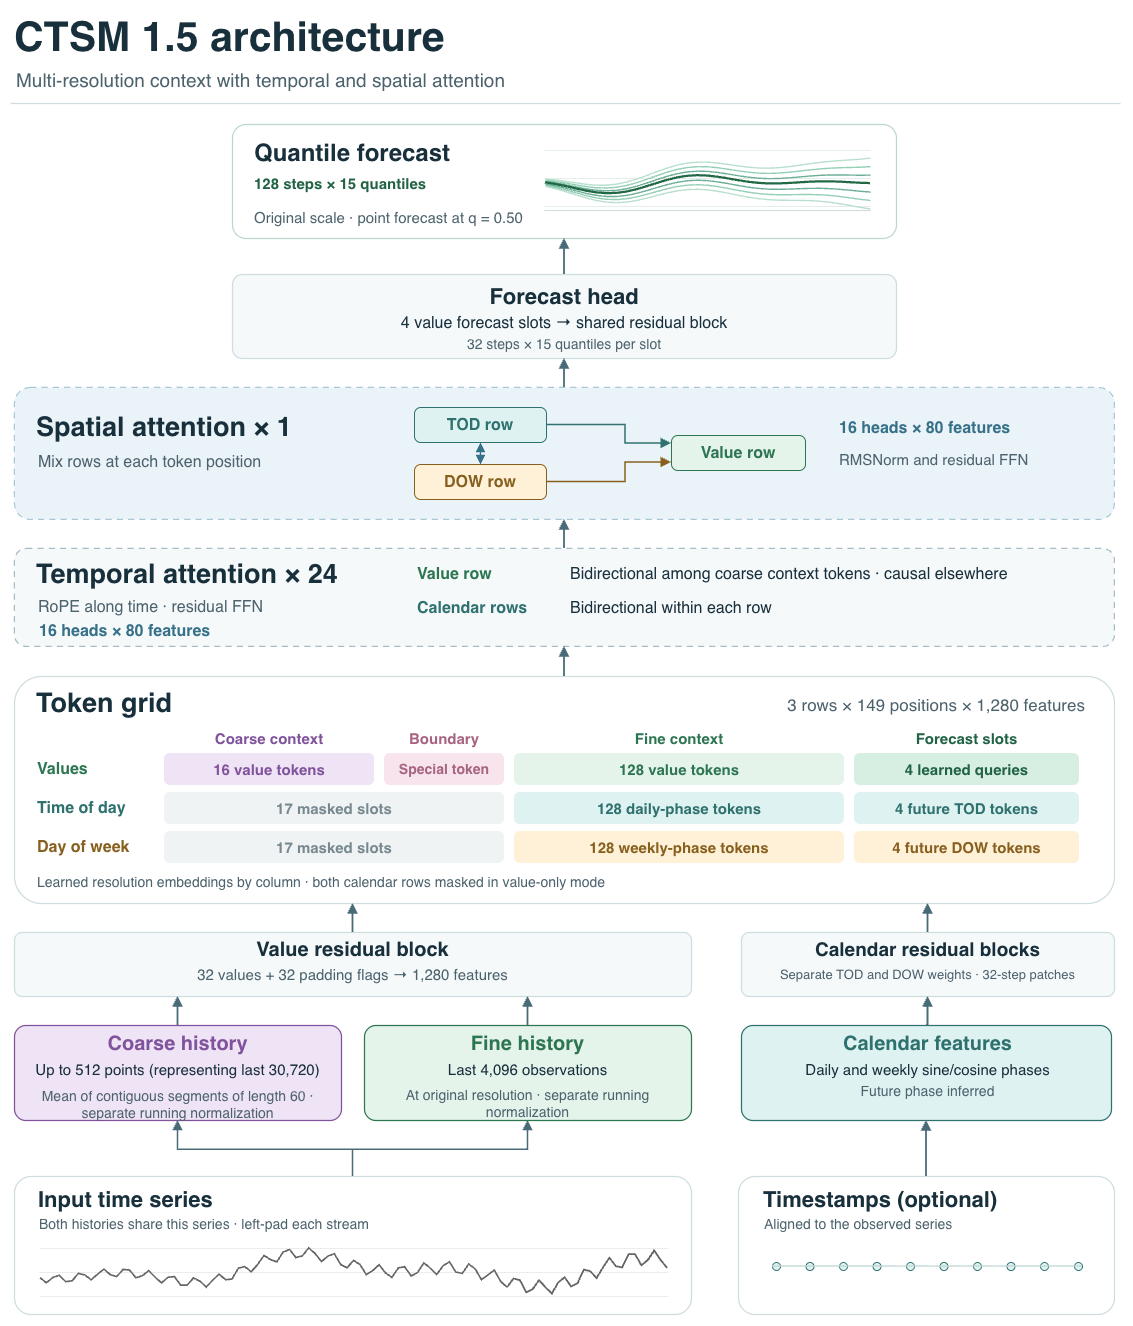 CTSM 1.5 architecture
Multi-resolution context with temporal and spatial attention
Quantile forecast
128 steps × 15 quantiles
Original scale · point forecast at q = 0.50
Forecast head
4 value forecast slots → shared residual block
32 steps × 15 quantiles per slot
Spatial attention × 1
Mix rows at each token position
TOD row
DOW row
Value row
16 heads × 80 features
RMSNorm and residual FFN
Temporal attention × 24
RoPE along time · residual FFN
16 heads × 80 features
Value row
Bidirectional among coarse context tokens · causal elsewhere
Calendar rows
Bidirectional within each row
Token grid
3 rows × 149 positions × 1,280 features
Coarse context
Boundary
Fine context
Forecast slots
Values
16 value tokens
Special token
128 value tokens
4 learned queries
Time of day
17 masked slots
128 daily-phase tokens
4 future TOD tokens
Day of week
17 masked slots
128 weekly-phase tokens
4 future DOW tokens
Learned resolution embeddings by column · both calendar rows masked in value-only mode
Value residual block
32 values + 32 padding flags → 1,280 features
Calendar residual blocks
Separate TOD and DOW weights · 32-step patches
Coarse history
Up to 512 points (representing last 30,720)
Mean of contiguous segments of length 60 ·
separate running normalization
Fine history
Last 4,096 observations
At original resolution · separate running
normalization
Calendar features
Daily and weekly sine/cosine phases
Future phase inferred
Input time series
Both histories share this series · left-pad each stream
Timestamps (optional)
Aligned to the observed series